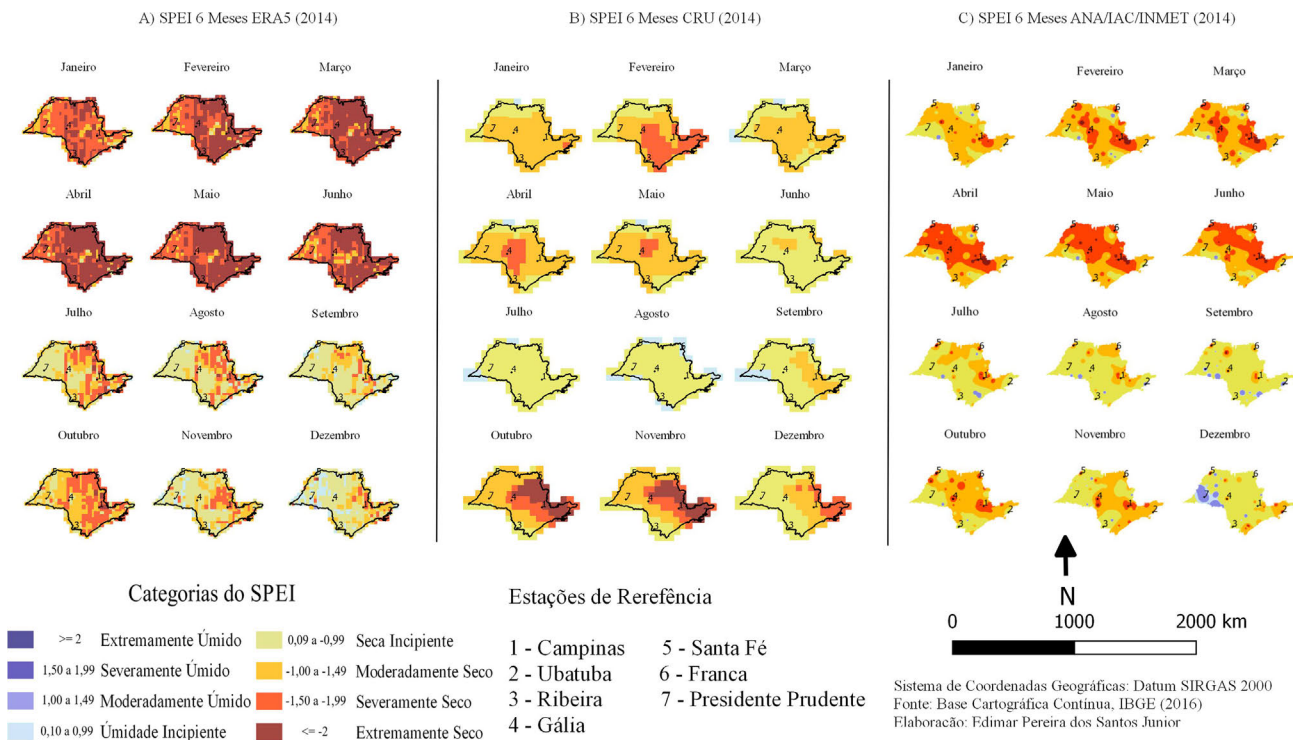 A) SPEI 6 Meses ERA5 (2014)
B) SPEI 6 Meses CRU (2014)
C) SPEI 6 Meses ANA/IAC/INMET (2014)
Janeiro
Fevereiro
Março
Abril
Maio
Junho
Julho
Agosto
Setembro
Outubro
Novembro
Dezembro
Janeiro
Fevereiro
Março
Abril
Maio
Junho
Julho
Agosto
Setembro
Outubro
Novembro
Dezembro
Janeiro
Fevereiro
Março
Abril
Maio
Junho
Julho
Agosto
Setembro
Outubro
Novembro
Dezembro
Categorias do SPEI
>= 2 Extremamente Úmido
1,50 a 1,99 Severamente Úmido
1,00 a 1,49 Moderadamente Úmido
0,10 a 0,99 Úmidade Incipiente
0,09 a -0,99 Seca Incipiente
-1,00 a -1,49 Moderadamente Seco
-1,50 a -1,99 Severamente Seco
<= -2 Extremamente Seco
Estações de Rerefência
1 - Campinas
2 - Ubatuba
3 - Ribeira
4 - Gália
5 - Santa Fé
6 - Franca
7 - Presidente Prudente
N
0 1000 2000 km
Sistema de Coordenadas Geográficas: Datum SIRGAS 2000
Fonte: Base Cartográfica Contínua, IBGE (2016)
Elaboração: Edimar Pereira dos Santos Junior